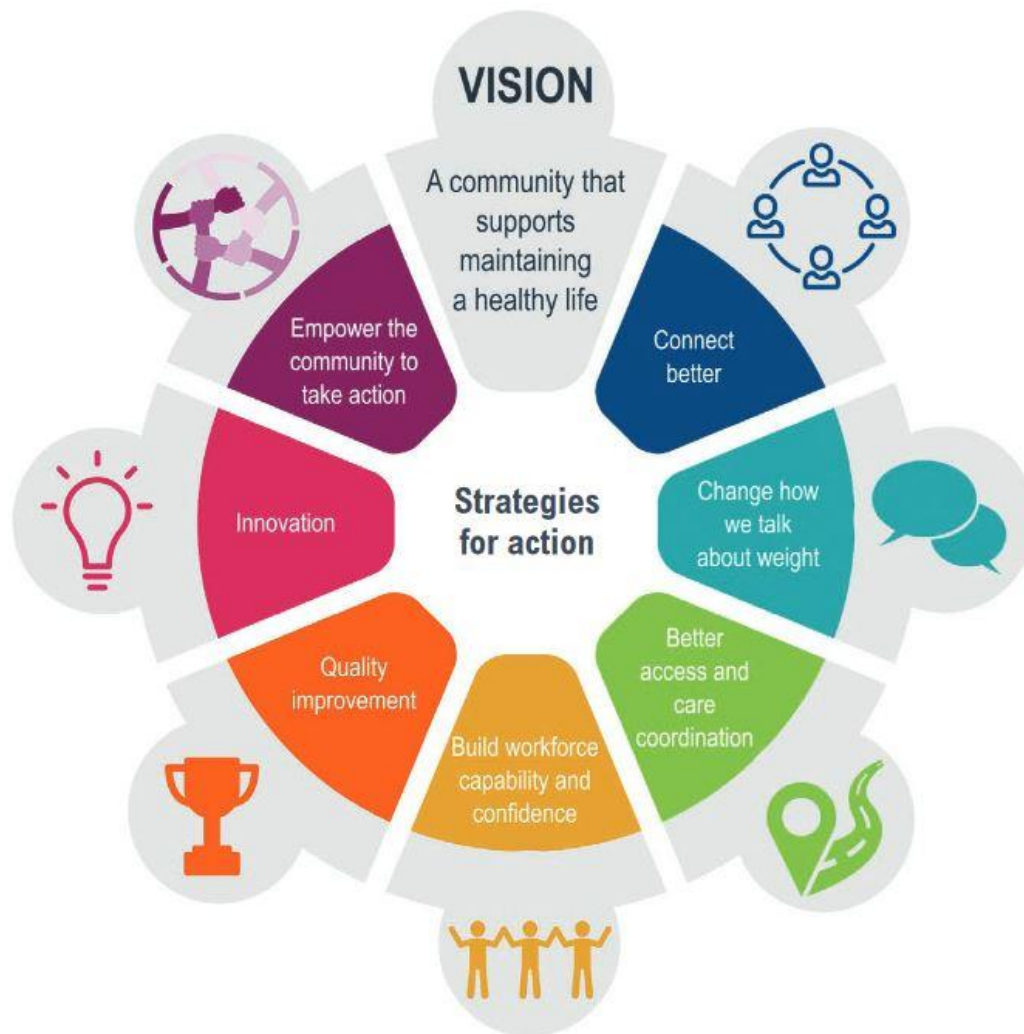 VISION
A community that
supports
maintaining
a healthy life
Connect
better
Change how
we talk
about weight
Better
access and
care
coordination
Build workforce
capability and
confidence
Quality
improvement
Innovation
Empower the
community to
take action
Strategies
for action